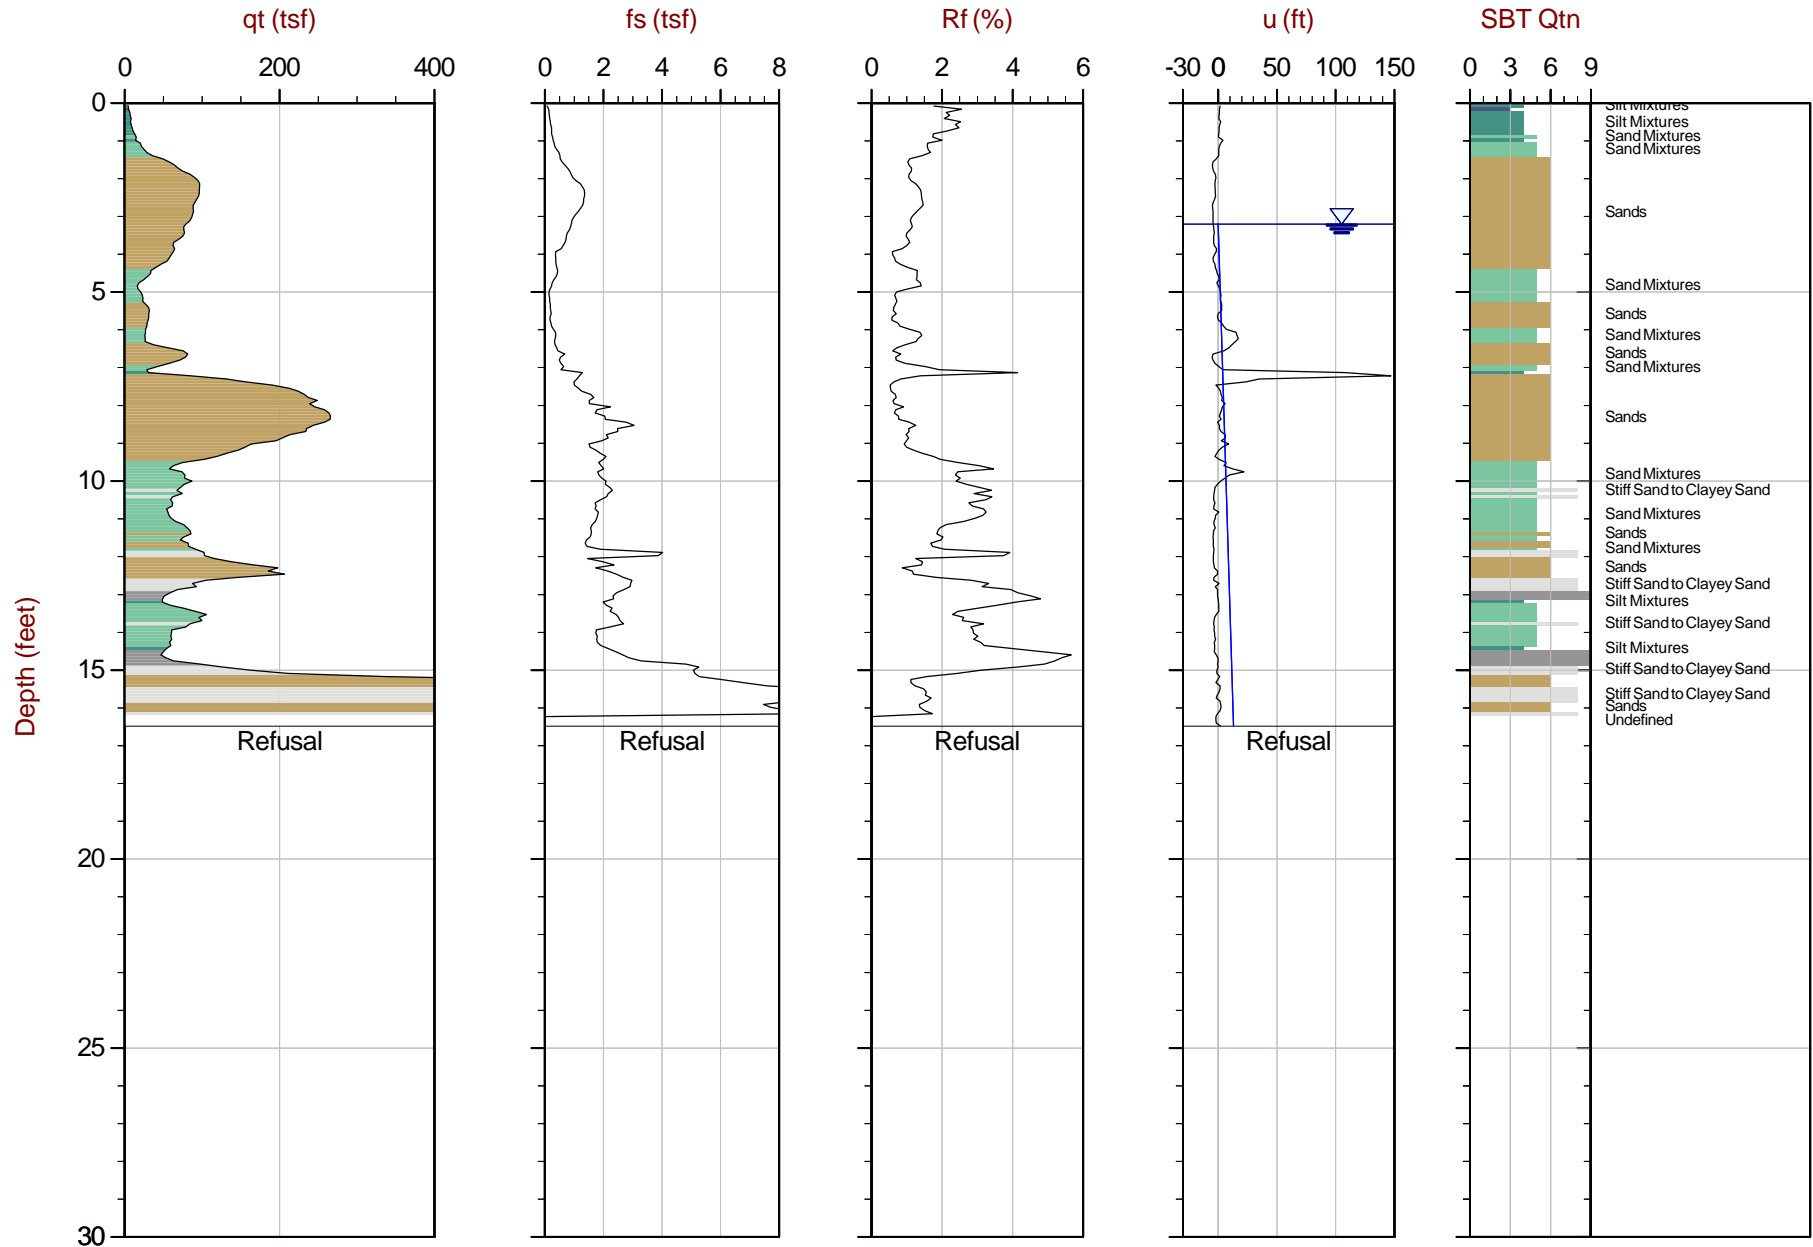 qt (tsf) fs (tsf) Rf (%) u (ft) SBT Qtn
0 200 400 0 2 4 6 8 0 2 4 6 -30 0 50 100 150 0 3 6 9
0
5
10
15
20
25
30
Depth (feet)
Silt Mixtures
Silt Mixtures
Sand Mixtures
Sand Mixtures
Sands
Sand Mixtures
Sands
Sand Mixtures
Sands
Sand Mixtures
Sands
Sand Mixtures
Stiff Sand to Clayey Sand
Sand Mixtures
Sands
Sand Mixtures
Sands
Stiff Sand to Clayey Sand
Silt Mixtures
Stiff Sand to Clayey Sand
Silt Mixtures
Stiff Sand to Clayey Sand
Stiff Sand to Clayey Sand
Sands
Undefined
Refusal Refusal Refusal Refusal